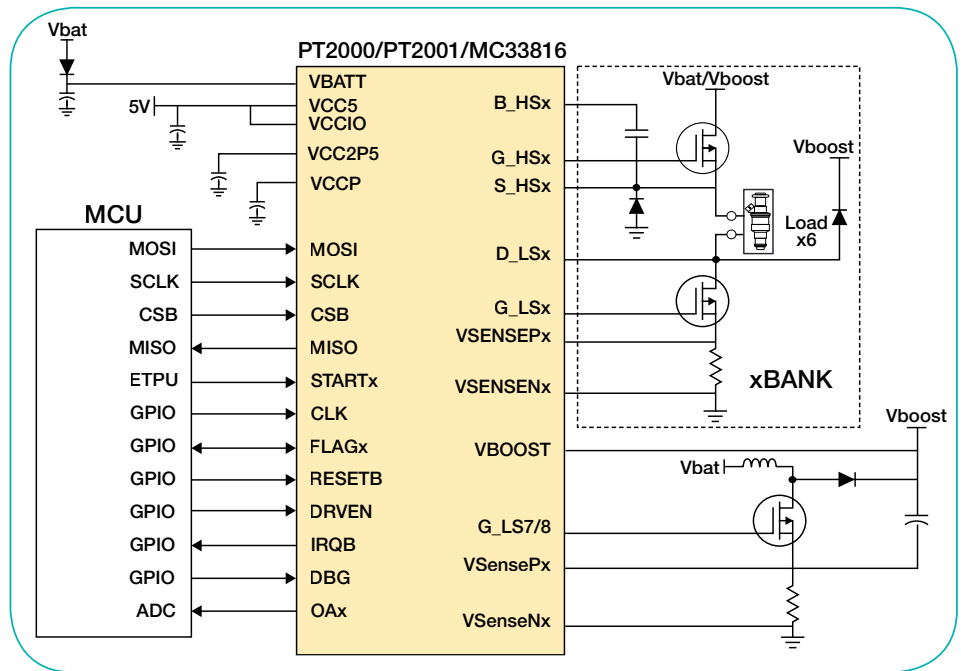 Vbat
PT2000/PT2001/MC33816
VBATT
5V
VCC5
VCCIO
VCC2P5
VCCP
MCU
MOSI
MOSI
SCLK
SCLK
CSB
CSB
MISO
MISO
ETPU
STARTx
GPIO
CLK
GPIO
FLAGx
GPIO
RESETB
GPIO
DRVEN
GPIO
IRQB
GPIO
DBG
ADC
OAx
B_HSx
G_HSx
S_HSx
D_LSx
G_LSx
VSENSEPx
VSENSENx
VBOOST
G_LS7/8
VSensePx
VSenseNx
Vbat/Vboost
Vboost
Load
x6
xBANK
Vboost
Vbat